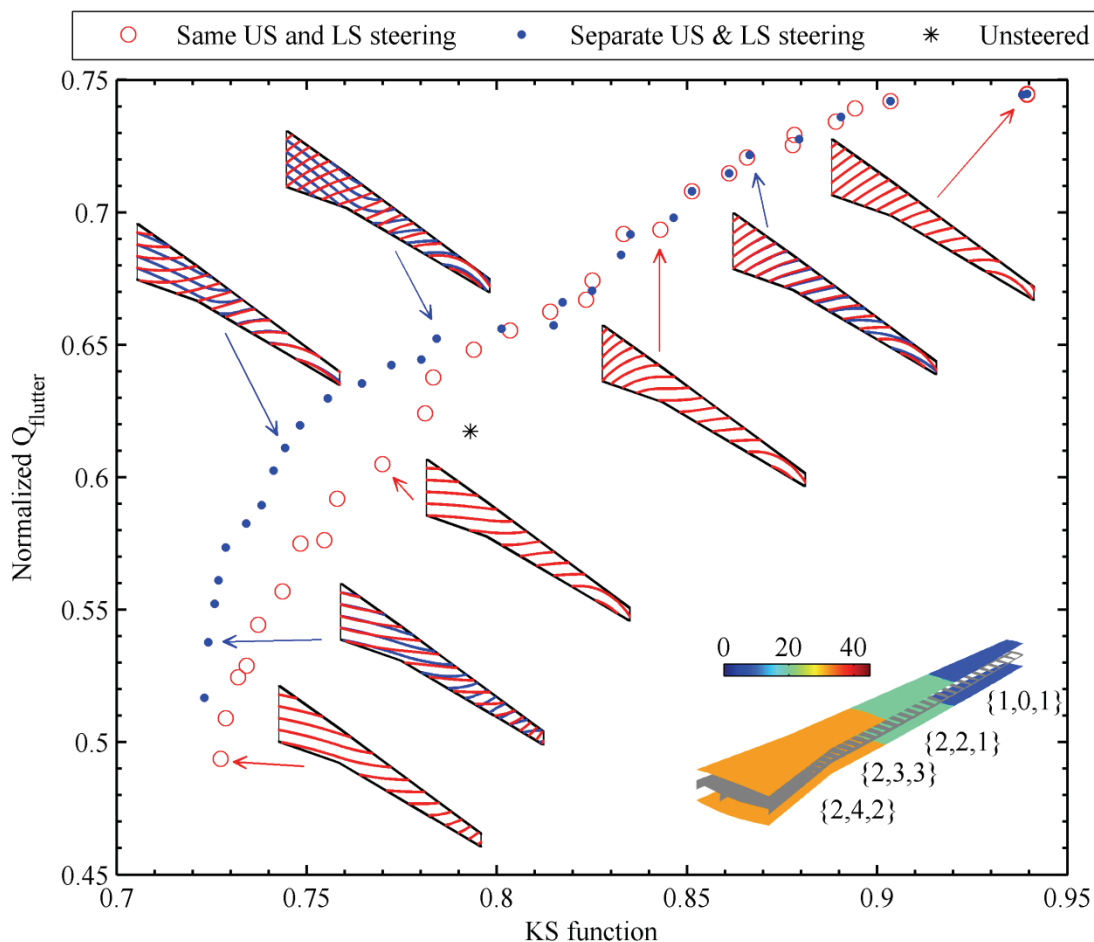 Same US and LS steering Separate US & LS steering Unsteered
Normalized Q_flutter
0.75
0.7
0.65
0.6
0.55
0.5
0.45
0 20 40
{1,0,1}
{2,2,1}
{2,3,3}
{2,4,2}
0.7 0.75 0.8 0.85 0.9 0.95
KS function